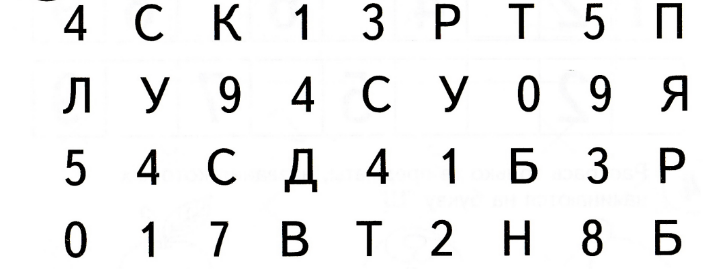 4 С К 1 3 Р Т 5 П
Л У 9 4 С У 0 9 Я
5 4 С Д 4 1 Б 3 Р
0 1 7 В Т 2 Н 8 Б